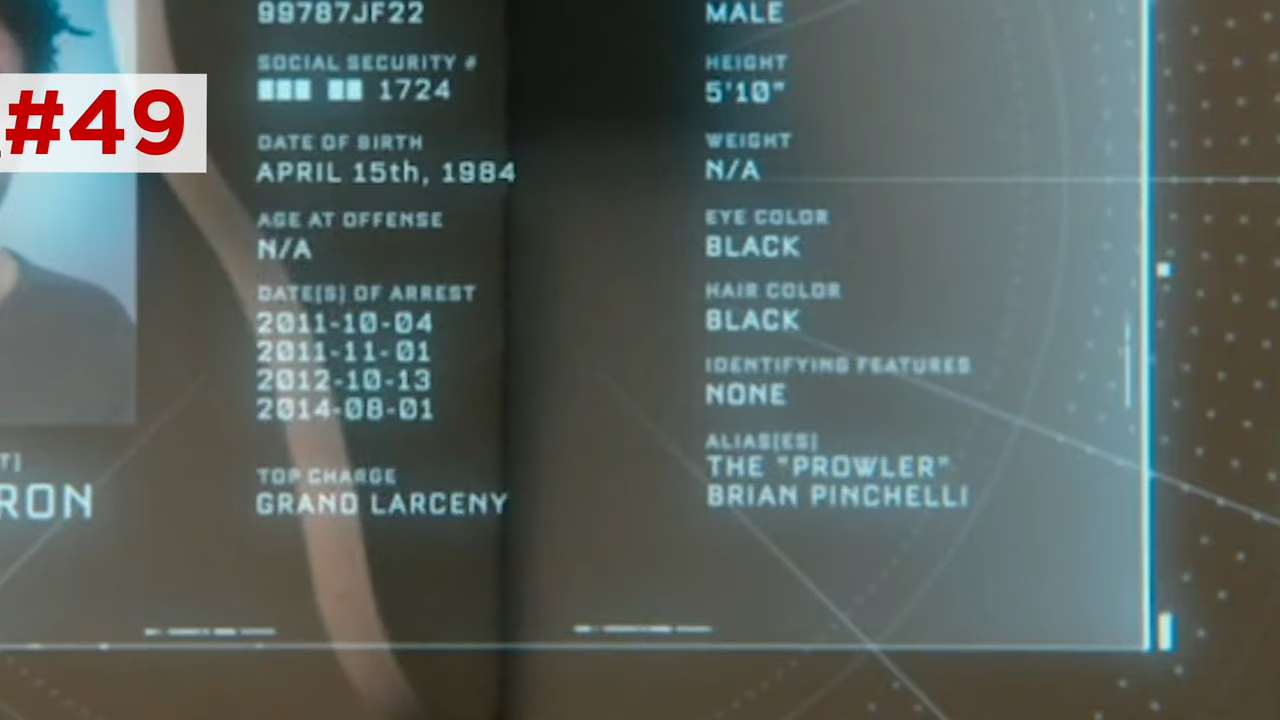 #49
99787JF22
SOCIAL SECURITY #
1724
DATE OF BIRTH
APRIL 15th, 1984
AGE AT OFFENSE
N/A
DATE(S) OF ARREST
2011-10-04
2011-11-01
2012-10-13
2014-08-01
TOP CHARGE
GRAND LARCENY
T]
RON
MALE
HEIGHT
5'10"
WEIGHT
N/A
EYE COLOR
BLACK
HAIR COLOR
BLACK
IDENTIFYING FEATURES
NONE
ALIAS(ES)
THE "PROWLER"
BRIAN PINCHELLI